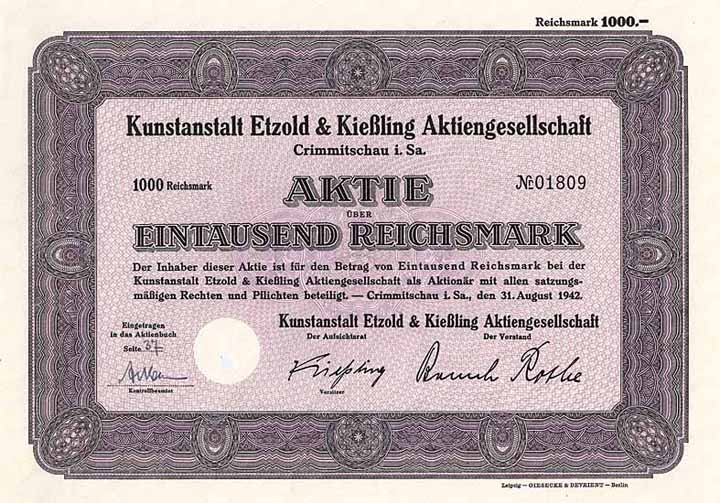 Reichsmark 1000.–
Kunstanstalt Etzold & Kießling Aktiengesellschaft
Crimmitschau i. Sa.
1000 Reichsmark
AKTIE
№ 01809
ÜBER
EINTAUSEND REICHSMARK
Der Inhaber dieser Aktie ist für den Betrag von Eintausend Reichsmark bei der
Kunstanstalt Etzold & Kießling Aktiengesellschaft als Aktionär mit allen satzungs-
mäßigen Rechten und Pflichten beteiligt. — Crimmitschau i. Sa., den 31. August 1942.
Eingetragen
in das Aktienbuch
Seite 37
Kontrollbeamter
Kunstanstalt Etzold & Kießling Aktiengesellschaft
Der Aufsichtsrat Der Vorstand
Kießling Rothe
Vorsitzer
Leipzig — GIESECKE & DEVRIENT — Berlin